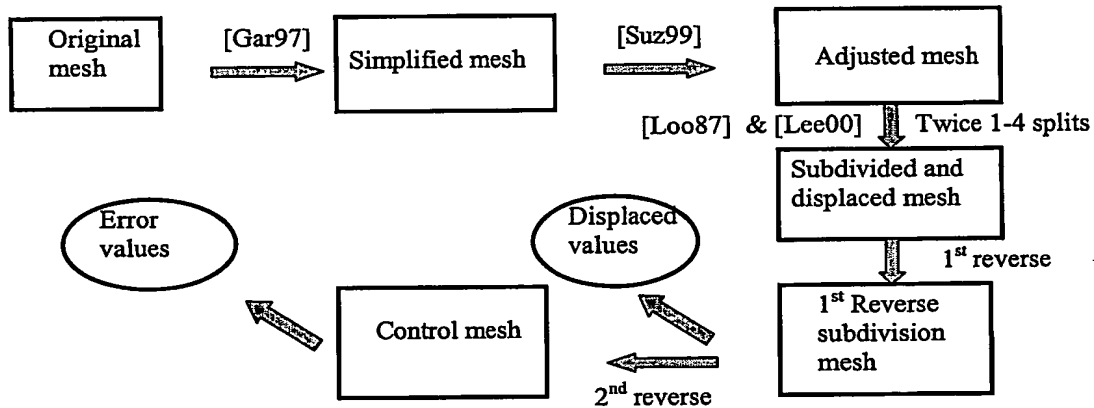 Original
mesh
[Gar97]
Simplified mesh
[Suz99]
Adjusted mesh
[Loo87] & [Lee00]
Twice 1-4 splits
Subdivided and
displaced mesh
1st reverse
1st Reverse
subdivision
mesh
2nd reverse
Displaced
values
Control mesh
Error
values